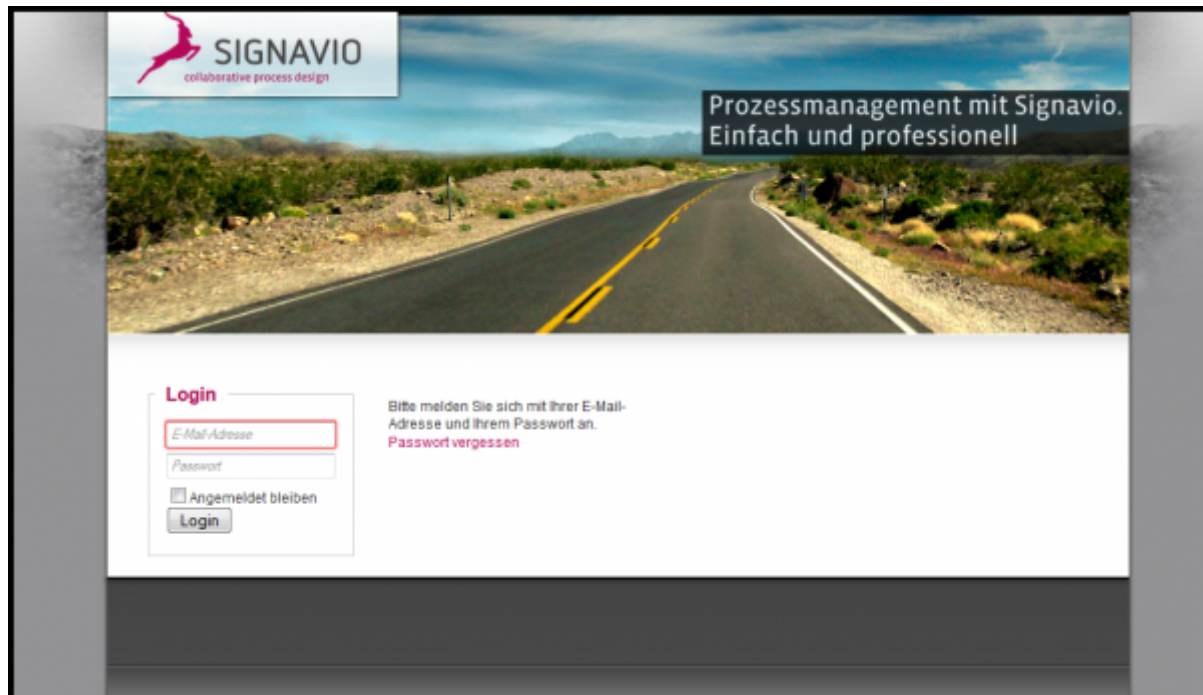 SIGNAVIO
collaborative process design
Prozessmanagement mit Signavio.
Einfach und professionell
Login
E-Mail-Adresse
Passwort
Angemeldet bleiben
Login
Bitte melden Sie sich mit Ihrer E-Mail-
Adresse und Ihrem Passwort an.
Passwort vergessen